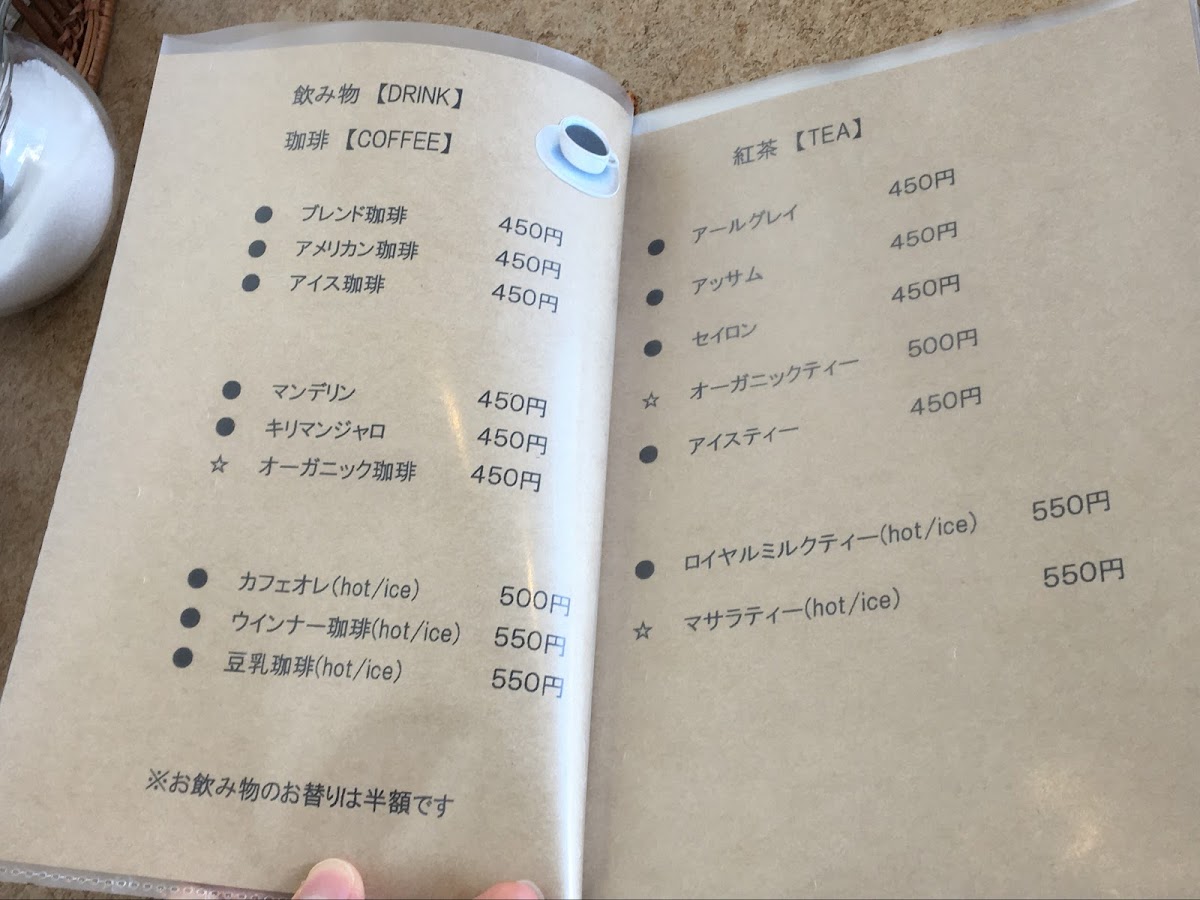 飲み物 【DRINK】
珈琲 【COFFEE】
● ブレンド珈琲 450円
● アメリカン珈琲 450円
● アイス珈琲 450円
● マンデリン 450円
● キリマンジャロ 450円
☆ オーガニック珈琲 450円
● カフェオレ(hot/ice) 500円
● ウインナー珈琲(hot/ice) 550円
● 豆乳珈琲(hot/ice) 550円
※お飲み物のお替りは半額です
紅茶 【TEA】
● アールグレイ 450円
● アッサム 450円
● セイロン 450円
☆ オーガニックティー 500円
● アイスティー 450円
● ロイヤルミルクティー(hot/ice) 550円
☆ マサラティー(hot/ice) 550円